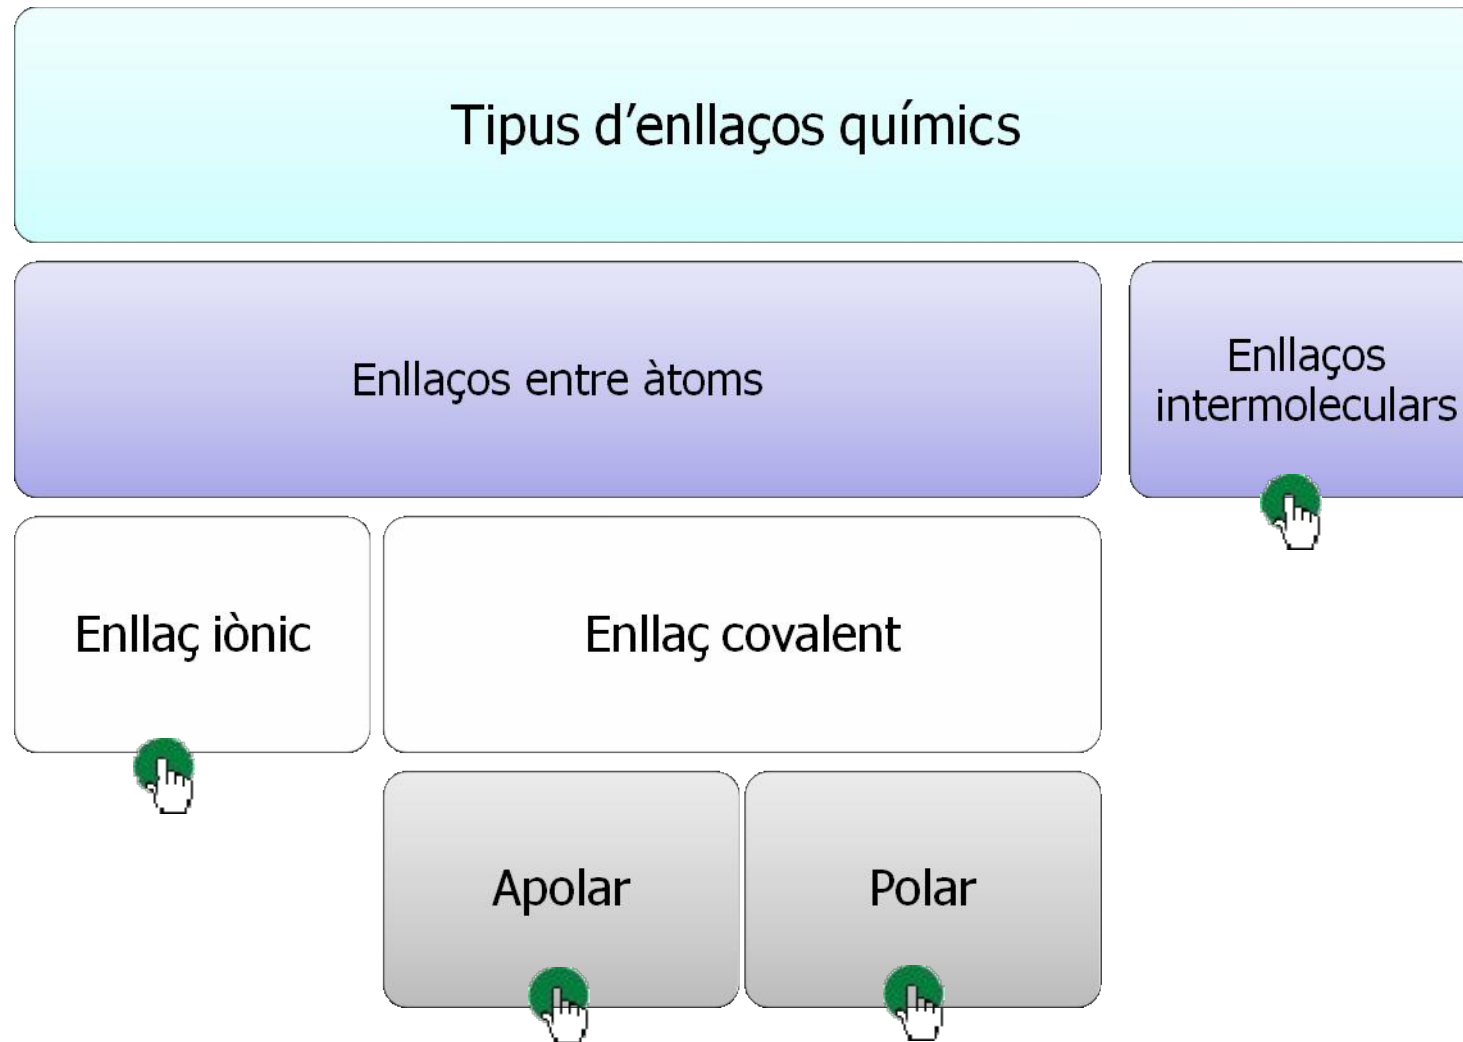 Tipus d’enllaços químics
Enllaços entre àtoms
Enllaços
intermoleculars
Enllaç iònic
Enllaç covalent
Apolar
Polar